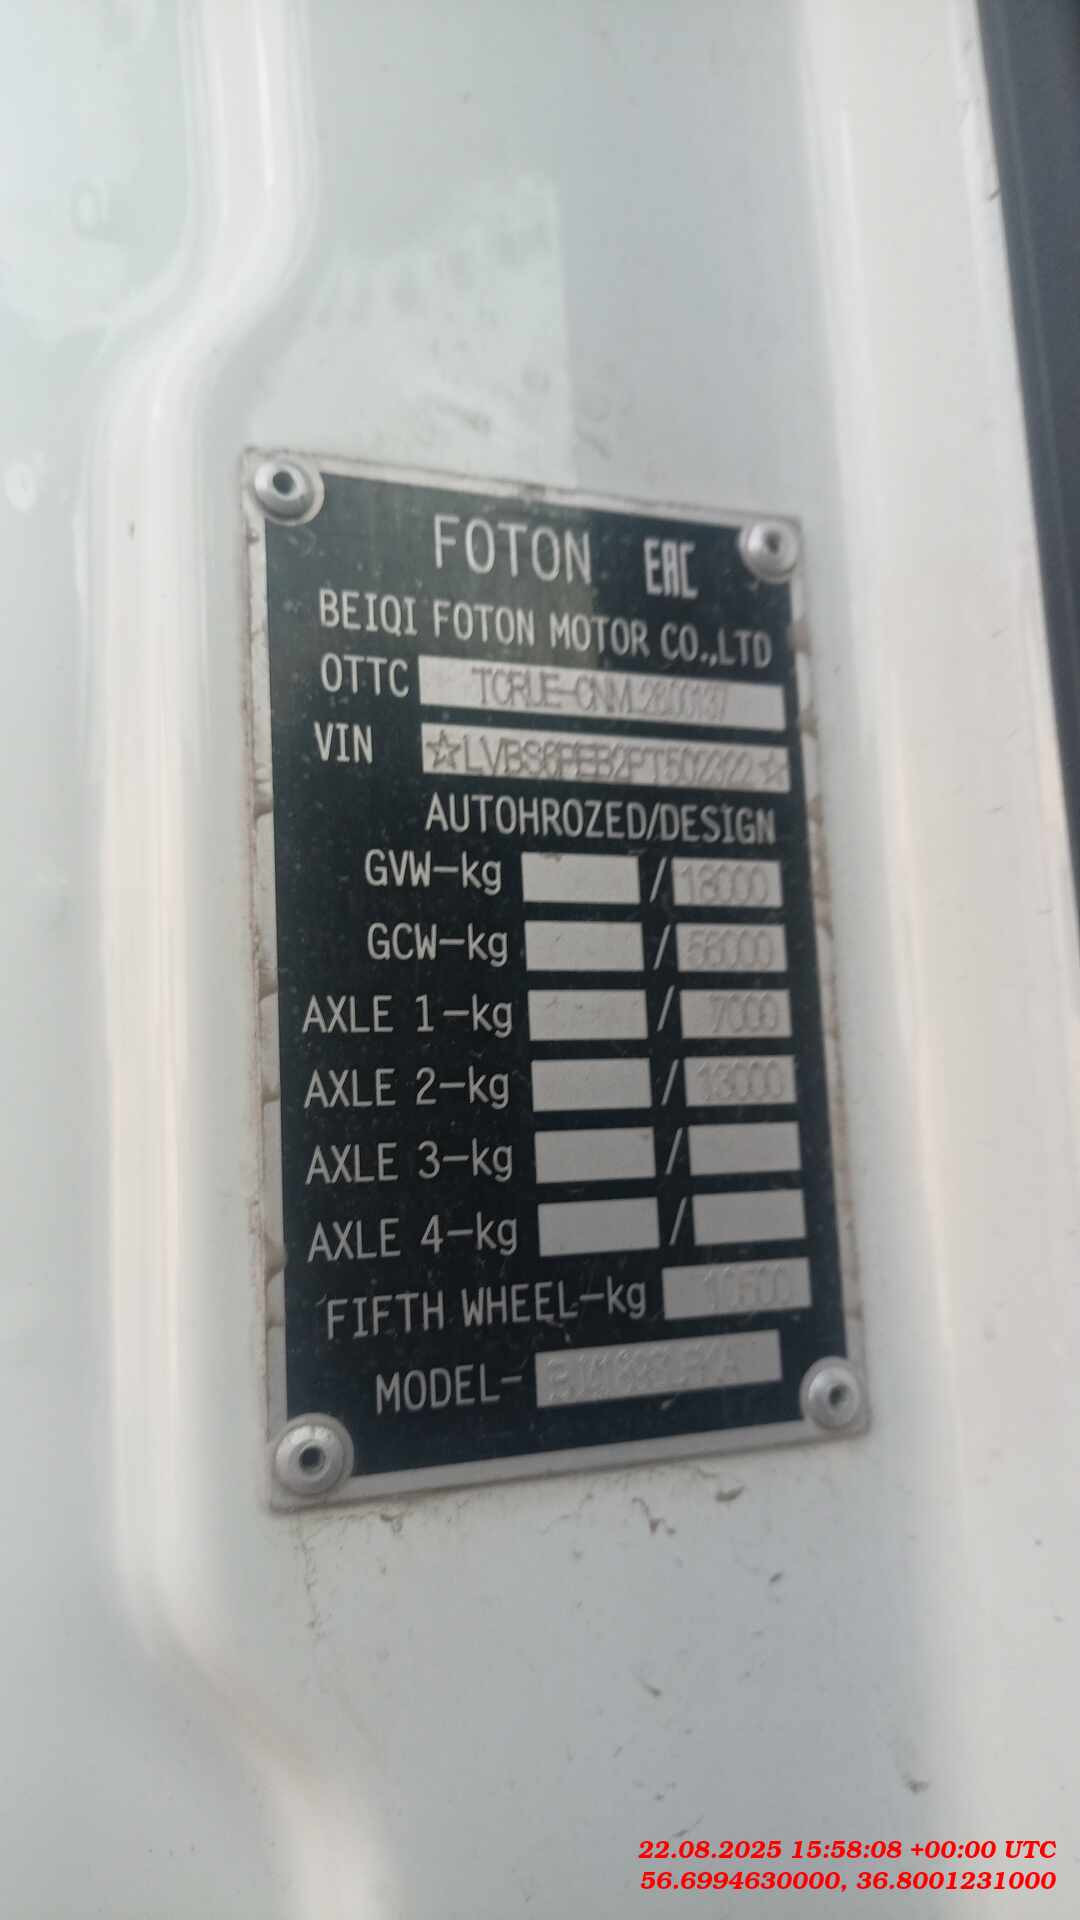 FOTON EAC
BEIQI FOTON MOTOR CO.,LTD
OTTC TCRUE-CNM.2800137
VIN ☆LVBS6PEB2PT502322☆
AUTOHROZED/DESIGN
GVW-kg / 18000
GCW-kg / 56000
AXLE 1-kg / 7000
AXLE 2-kg / 13000
AXLE 3-kg /
AXLE 4-kg /
FIFTH WHEEL-kg 10500
MODEL-
22.08.2025 15:58:08 +00:00 UTC
56.6994630000, 36.8001231000